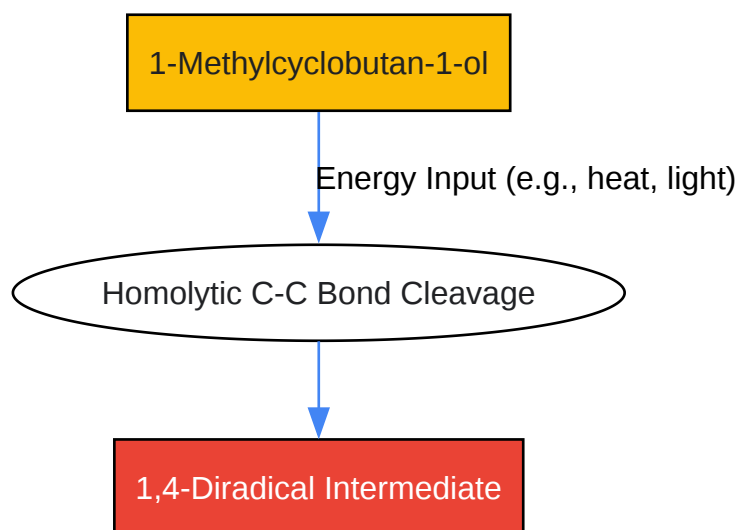 1-Methylcyclobutan-1-ol
Energy Input (e.g., heat, light)
Homolytic C-C Bond Cleavage
1,4-Diradical Intermediate